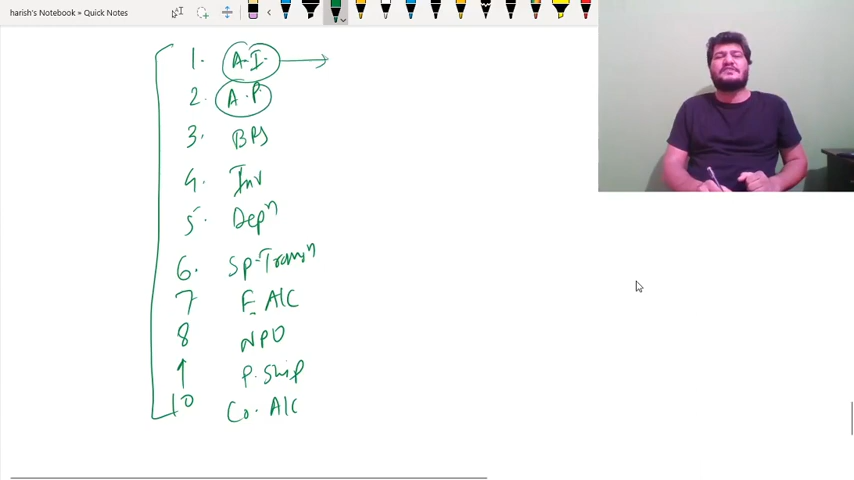 harish's Notebook » Quick Notes
1. A.I. →
2. A.P.
3. BRS
4. Inv
5. Depⁿ
6. Sp-Transⁿ
7 F. A/C
8 NPO
9 P. Ship
10 Co. A/C